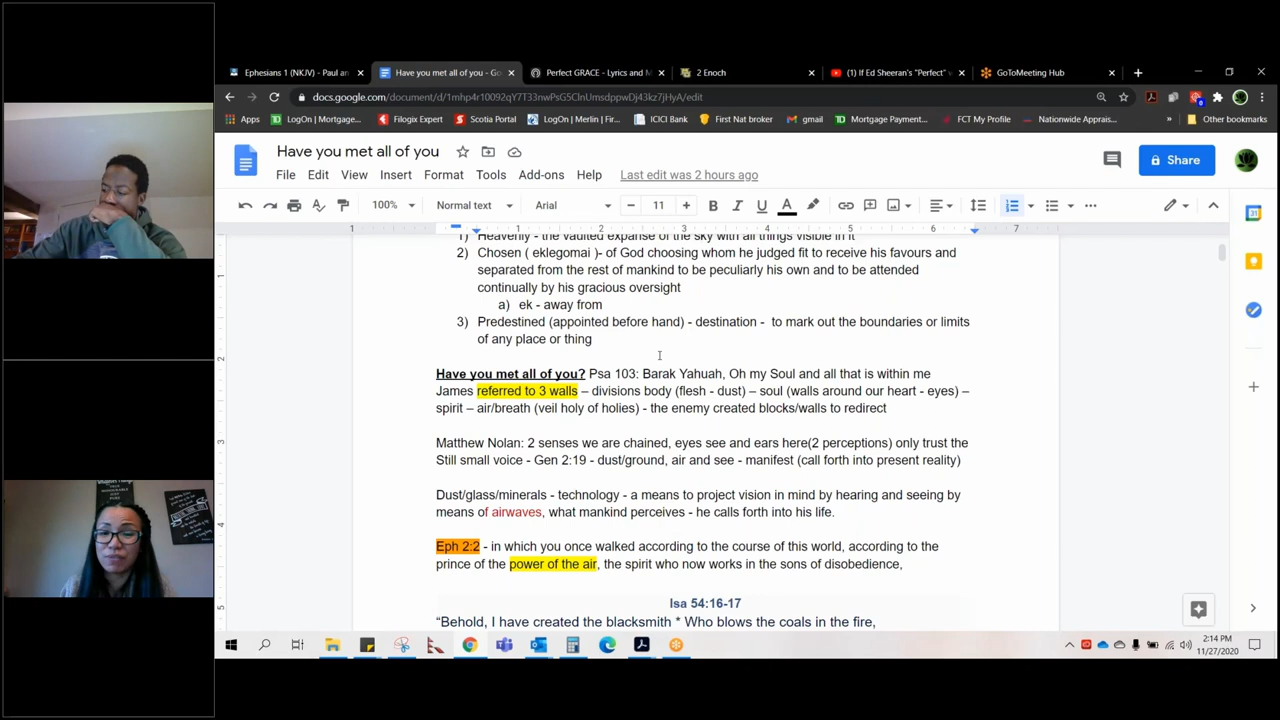 Ephesians 1 (NKJV) - Paul an
Have you met all of you - Go
Perfect GRACE - Lyrics and M
2 Enoch
(1) If Ed Sheeran's "Perfect" w
GoToMeeting Hub
docs.google.com/document/d/1mhp4r10092qY7T33nwPsG5ClnUmsdppwDj43kz7jHyA/edit
Apps
LogOn | Mortgage...
Filogix Expert
Scotia Portal
LogOn | Merlin | Fir...
ICICI Bank
First Nat broker
gmail
Mortgage Payment...
FCT My Profile
Nationwide Apprais...
»
Other bookmarks
Have you met all of you
Share
File Edit View Insert Format Tools Add-ons Help Last edit was 2 hours ago
100% Normal text Arial 11 B I U A
1 1 2 3 4 5 6 7
1) Heavenly - the vaulted expanse of the sky with all things visible in it
2) Chosen ( eklegomai )- of God choosing whom he judged fit to receive his favours and
separated from the rest of mankind to be peculiarly his own and to be attended
continually by his gracious oversight
a) ek - away from
3) Predestined (appointed before hand) - destination - to mark out the boundaries or limits
of any place or thing
Have you met all of you? Psa 103: Barak Yahuah, Oh my Soul and all that is within me
James referred to 3 walls – divisions body (flesh - dust) – soul (walls around our heart - eyes) –
spirit – air/breath (veil holy of holies) - the enemy created blocks/walls to redirect
Matthew Nolan: 2 senses we are chained, eyes see and ears here(2 perceptions) only trust the
Still small voice - Gen 2:19 - dust/ground, air and see - manifest (call forth into present reality)
Dust/glass/minerals - technology - a means to project vision in mind by hearing and seeing by
means of airwaves, what mankind perceives - he calls forth into his life.
Eph 2:2 - in which you once walked according to the course of this world, according to the
prince of the power of the air, the spirit who now works in the sons of disobedience,
Isa 54:16-17
“Behold, I have created the blacksmith * Who blows the coals in the fire,
1
2
3
4
5
31
2:14 PM
11/27/2020